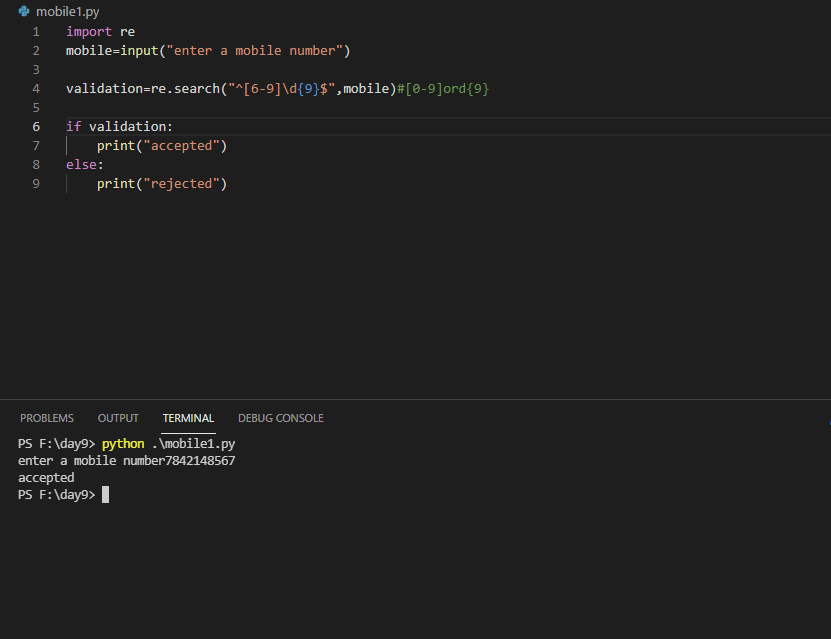 mobile1.py
1 import re
2 mobile=input("enter a mobile number")
3
4 validation=re.search("^[6-9]\d{9}$",mobile)#[0-9]ord{9}
5
6 if validation:
7     print("accepted")
8 else:
9     print("rejected")
PROBLEMS OUTPUT TERMINAL DEBUG CONSOLE
PS F:\day9> python .\mobile1.py
enter a mobile number7842148567
accepted
PS F:\day9>